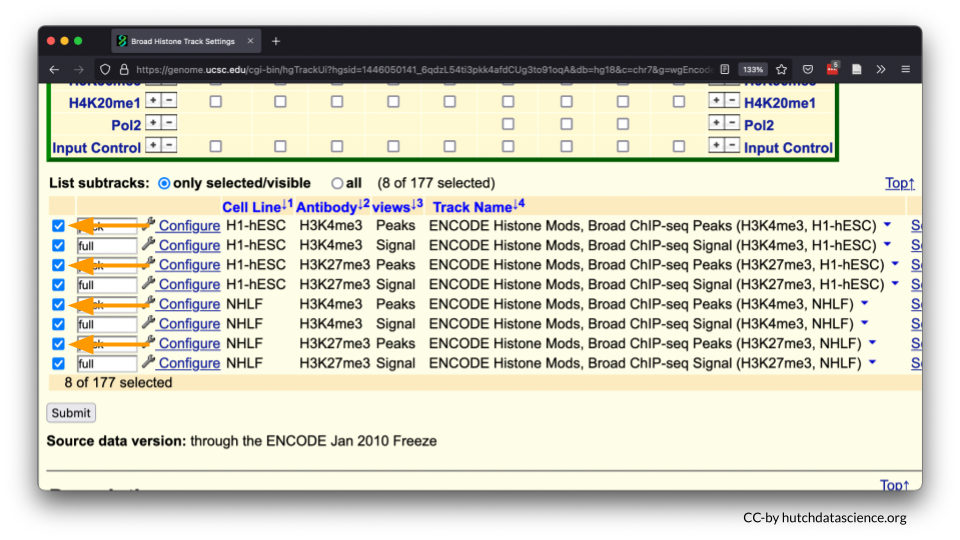 Broad Histone Track Settings × +
https://genome.ucsc.edu/cgi-bin/hgTrackUi?hgsid=1446050141_6qdzL54ti3pkk4afdCUg3to91oqA&db=hg18&c=chr7&g=wgEncod 133% 5
H4K20me1 + - + - H4K20me1
Pol2 + - + - Pol2
Input Control + - + - Input Control
List subtracks: only selected/visible all (8 of 177 selected) Top↑
Cell Line↓1 Antibody↓2 views↓3 Track Name↓4
Configure H1-hESC H3K4me3 Peaks ENCODE Histone Mods, Broad ChIP-seq Peaks (H3K4me3, H1-hESC)
full Configure H1-hESC H3K4me3 Signal ENCODE Histone Mods, Broad ChIP-seq Signal (H3K4me3, H1-hESC)
Configure H1-hESC H3K27me3 Peaks ENCODE Histone Mods, Broad ChIP-seq Peaks (H3K27me3, H1-hESC)
full Configure H1-hESC H3K27me3 Signal ENCODE Histone Mods, Broad ChIP-seq Signal (H3K27me3, H1-hESC)
Configure NHLF H3K4me3 Peaks ENCODE Histone Mods, Broad ChIP-seq Peaks (H3K4me3, NHLF)
full Configure NHLF H3K4me3 Signal ENCODE Histone Mods, Broad ChIP-seq Signal (H3K4me3, NHLF)
Configure NHLF H3K27me3 Peaks ENCODE Histone Mods, Broad ChIP-seq Peaks (H3K27me3, NHLF)
full Configure NHLF H3K27me3 Signal ENCODE Histone Mods, Broad ChIP-seq Signal (H3K27me3, NHLF)
8 of 177 selected
Submit
Source data version: through the ENCODE Jan 2010 Freeze
Top↑
CC-by hutchdatascience.org